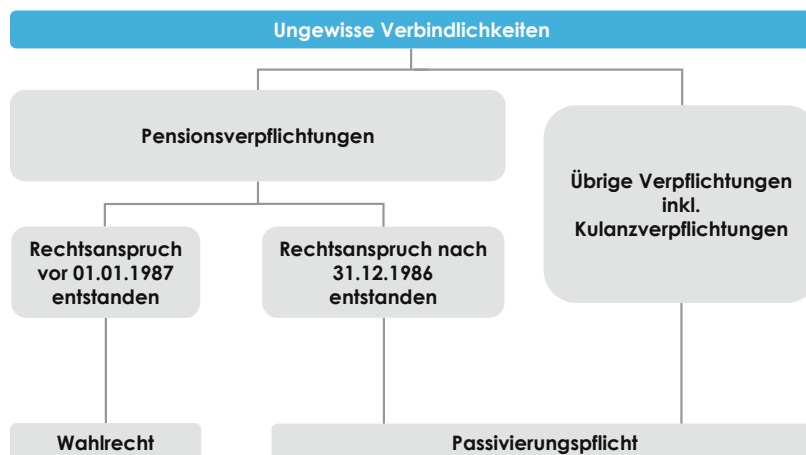 Ungewisse Verbindlichkeiten
Pensionsverpflichtungen
Übrige Verpflichtungen
inkl.
Kulanzverpflichtungen
Rechtsanspruch
vor 01.01.1987
entstanden
Rechtsanspruch nach
31.12.1986
entstanden
Wahlrecht
Passivierungspflicht